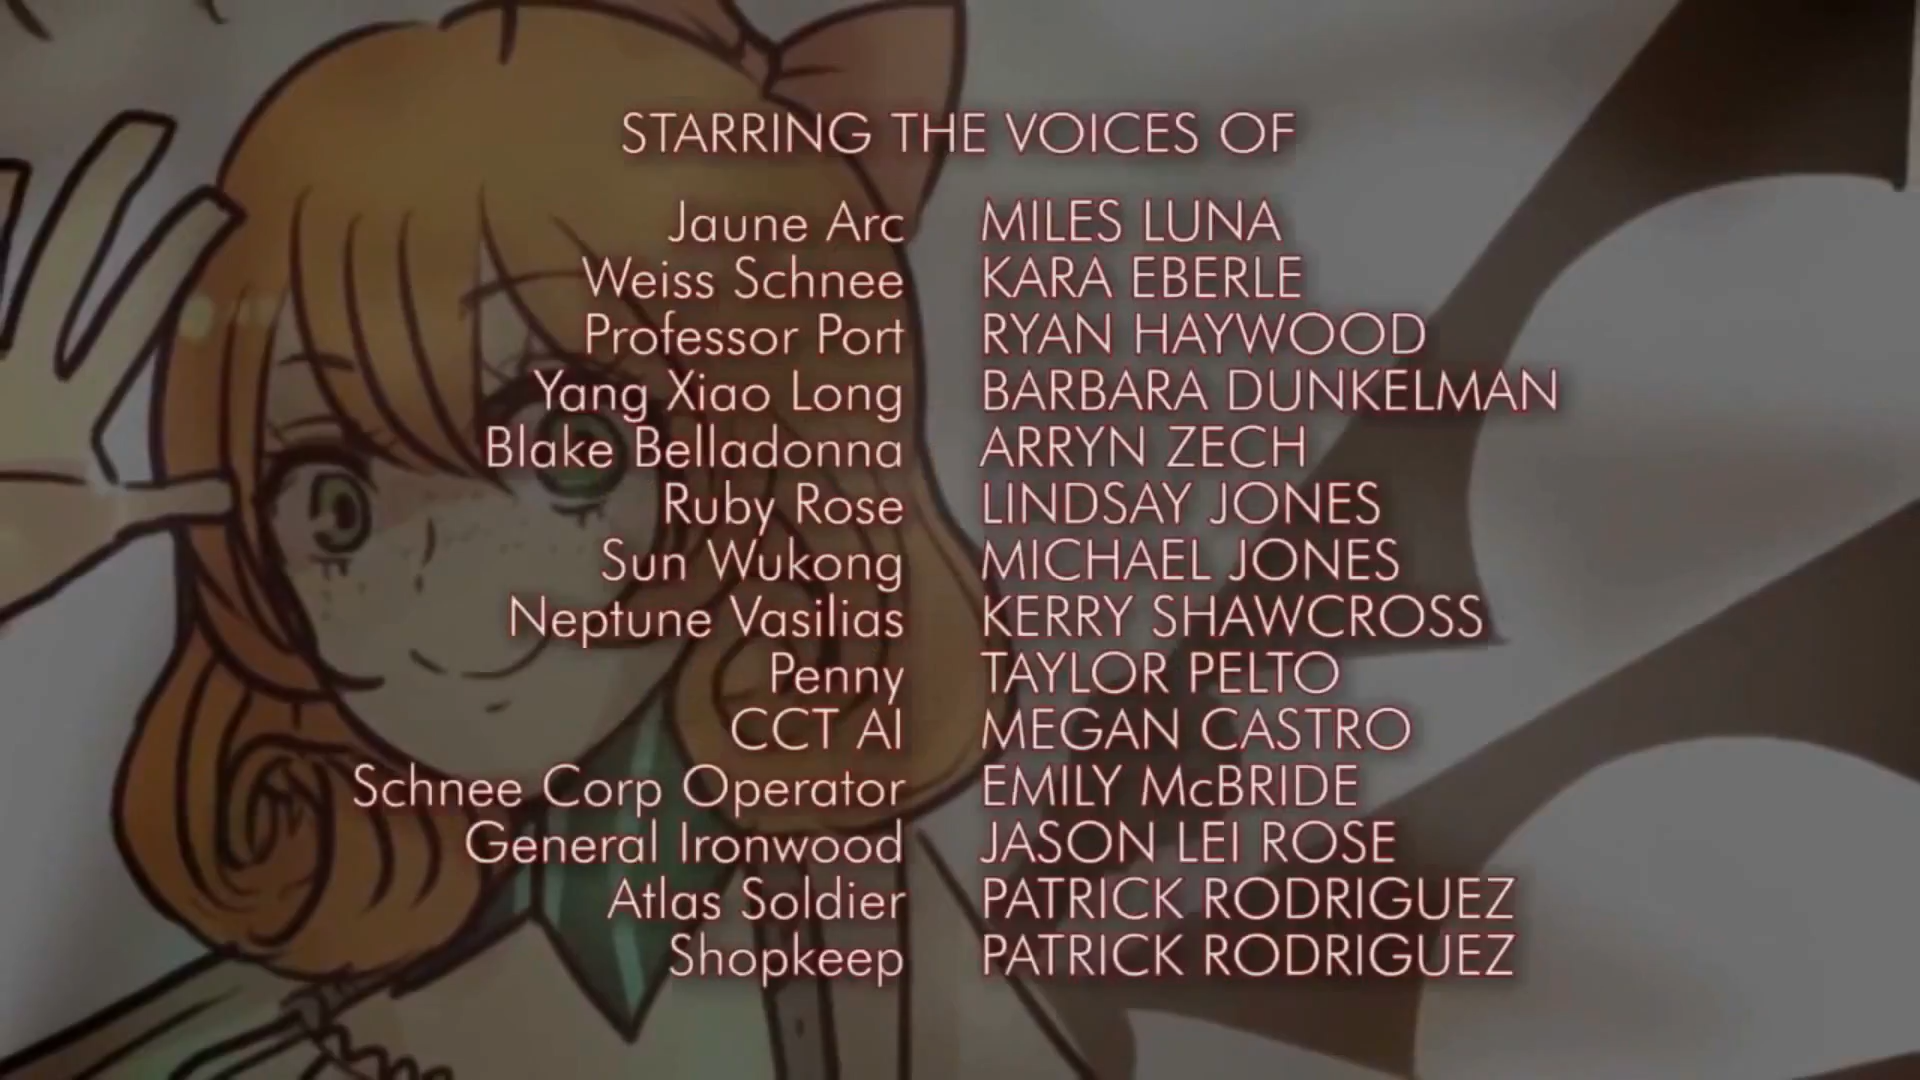 STARRING THE VOICES OF
Jaune Arc MILES LUNA
Weiss Schnee KARA EBERLE
Professor Port RYAN HAYWOOD
Yang Xiao Long BARBARA DUNKELMAN
Blake Belladonna ARRYN ZECH
Ruby Rose LINDSAY JONES
Sun Wukong MICHAEL JONES
Neptune Vasilias KERRY SHAWCROSS
Penny TAYLOR PELTO
CCT AI MEGAN CASTRO
Schnee Corp Operator EMILY McBRIDE
General Ironwood JASON LEI ROSE
Atlas Soldier PATRICK RODRIGUEZ
Shopkeep PATRICK RODRIGUEZ